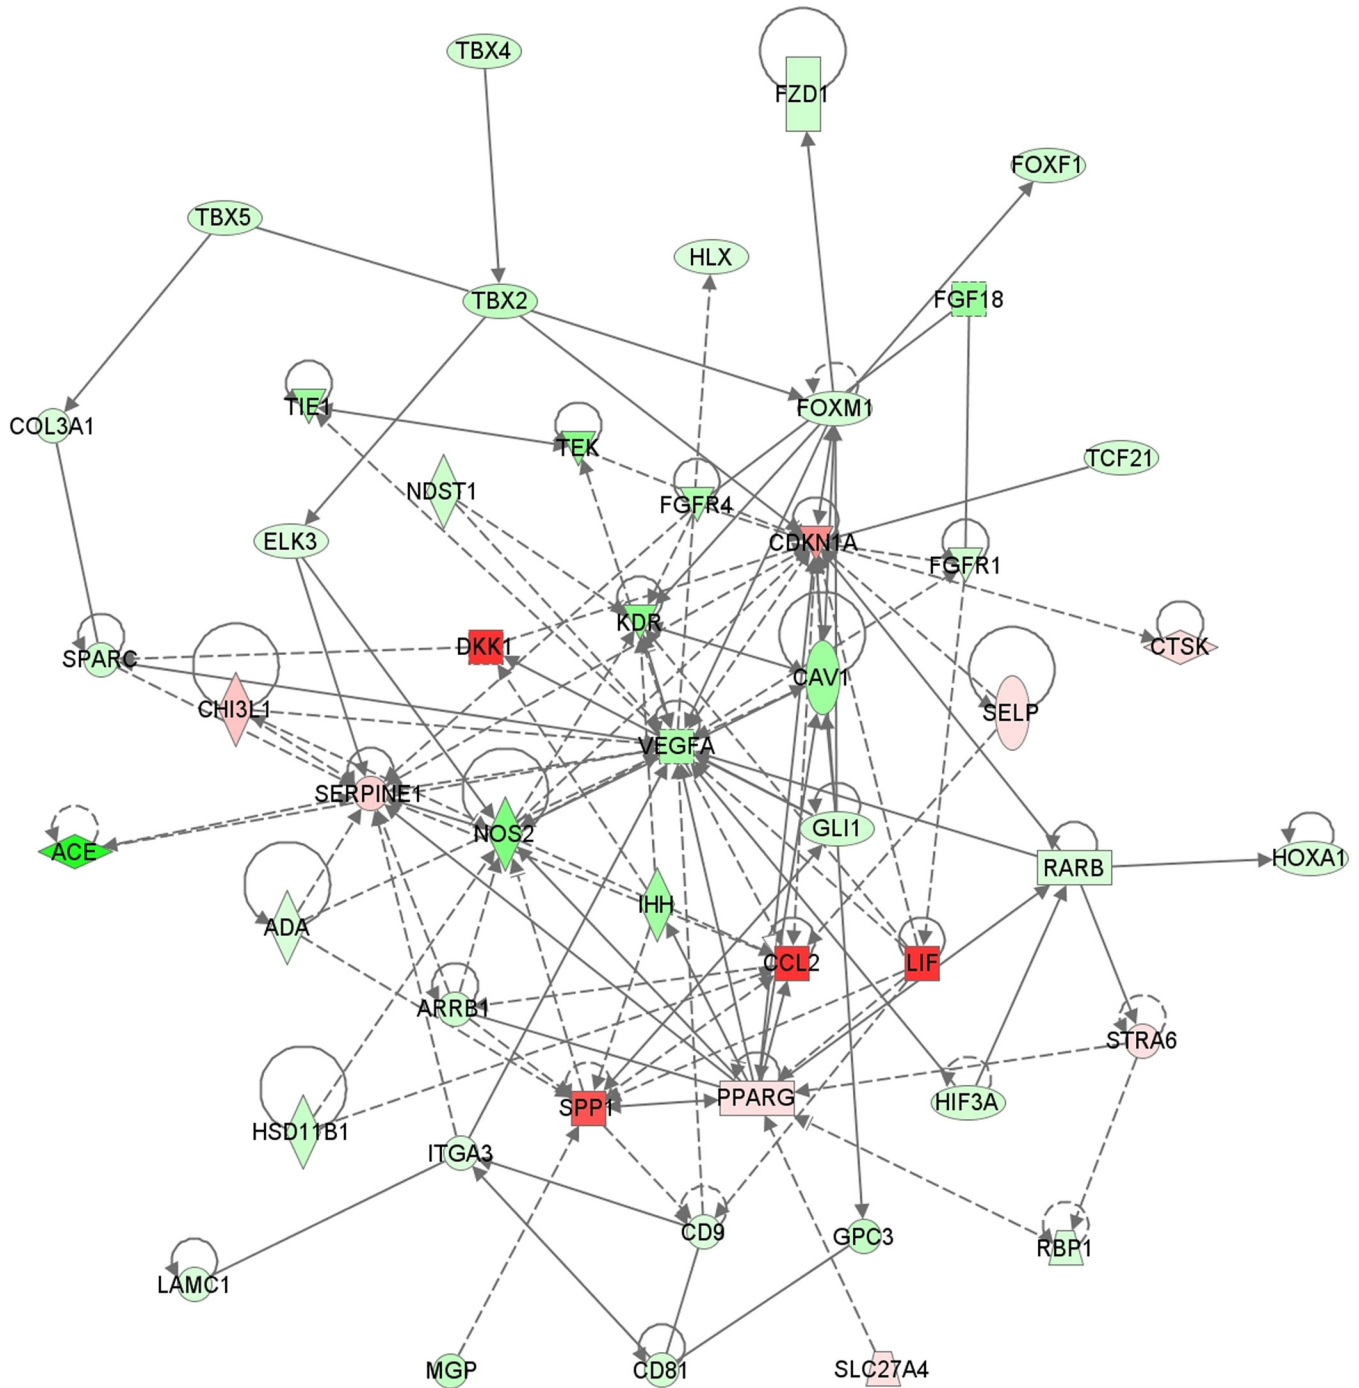 TBX4
FZD1
FOXF1
TBX5
HLX
TBX2
FGF18
TIE1
FOXM1
COL3A1
TEK
TCF21
NDST1
FGFR4
ELK3
CDKN1A
FGFR1
KDR
DKK1
CTSK
SPARC
CAV1
CHI3L1
SELP
VEGFA
SERPINE1
NOS2
GLI1
ACE
HOXA1
RARB
IHH
ADA
CCL2
LIF
ARRB1
STRA6
PPARG
SPP1
HIF3A
HSD11B1
ITGA3
CD9
GPC3
RBP1
LAMC1
MGP
CD81
SLC27A4